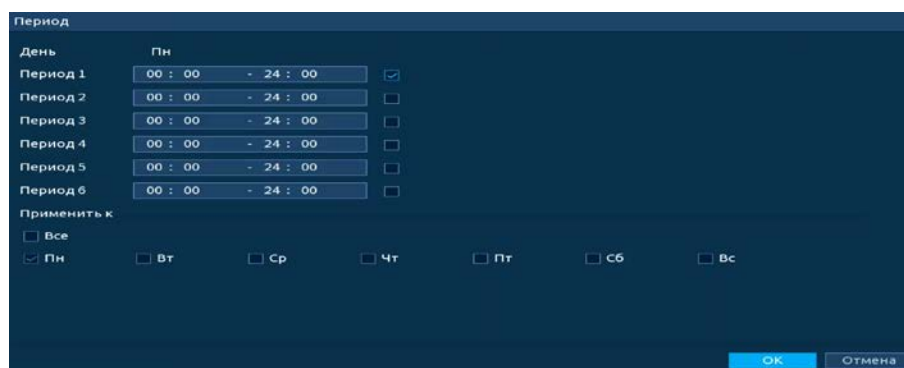 Период
День Пн
Период 1 00 : 00 - 24 : 00
Период 2 00 : 00 - 24 : 00
Период 3 00 : 00 - 24 : 00
Период 4 00 : 00 - 24 : 00
Период 5 00 : 00 - 24 : 00
Период 6 00 : 00 - 24 : 00
Применить к
Все
Пн Вт Ср Чт Пт Сб Вс
OK Отмена